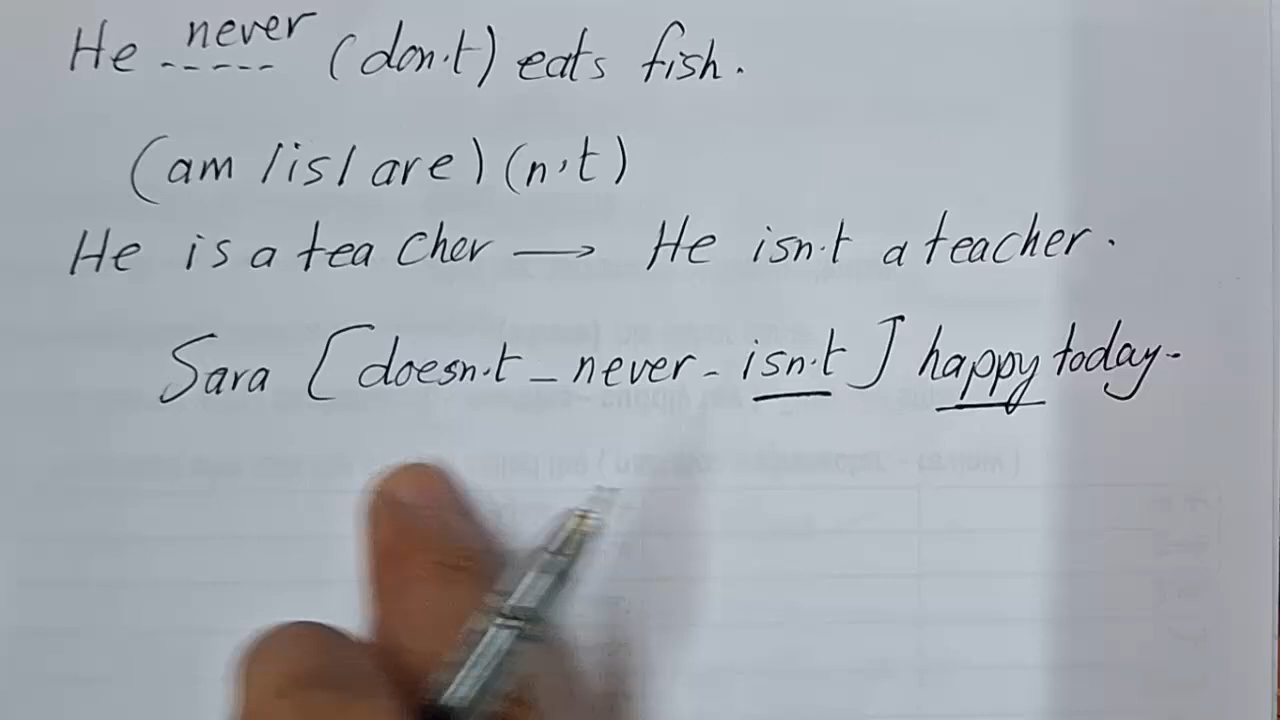 He never (don't) eats fish.
(am /is/ are) (n't)
He is a teacher → He isn't a teacher.
Sara [doesn't - never - isn't] happy today.